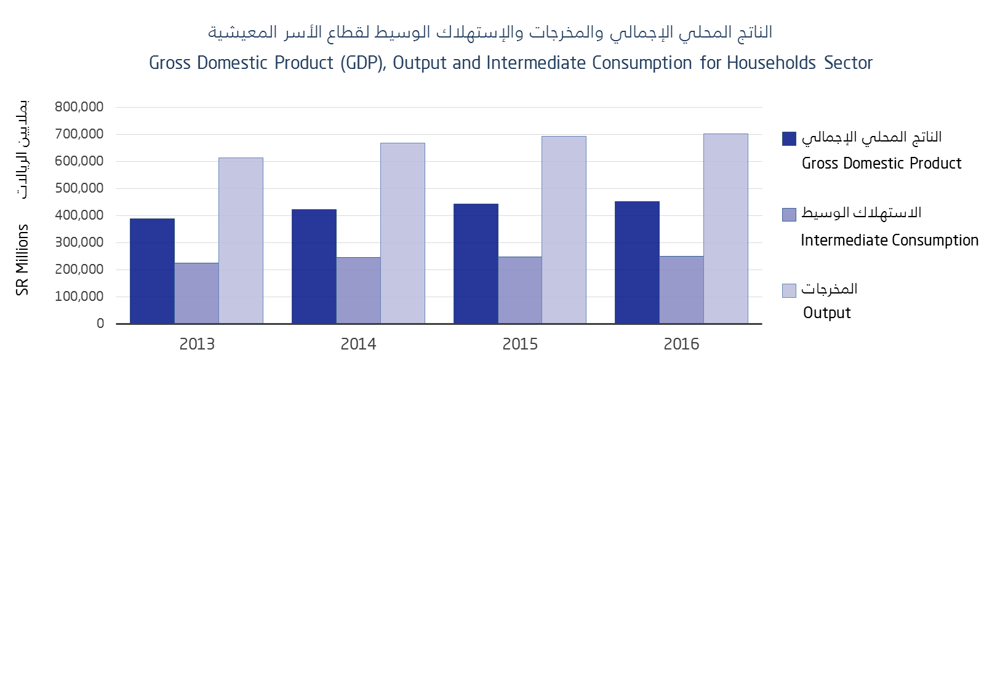 الناتج المحلي الإجمالي والمخرجات والإستهلاك الوسيط لقطاع الأسر المعيشية
Gross Domestic Product (GDP), Output and Intermediate Consumption for Households Sector
بملايين الريالات
SR Millions
800,000
700,000
600,000
500,000
400,000
300,000
200,000
100,000
0
2013
2014
2015
2016
الناتج المحلي الإجمالي
Gross Domestic Product
الاستهلاك الوسيط
Intermediate Consumption
المخرجات
Output